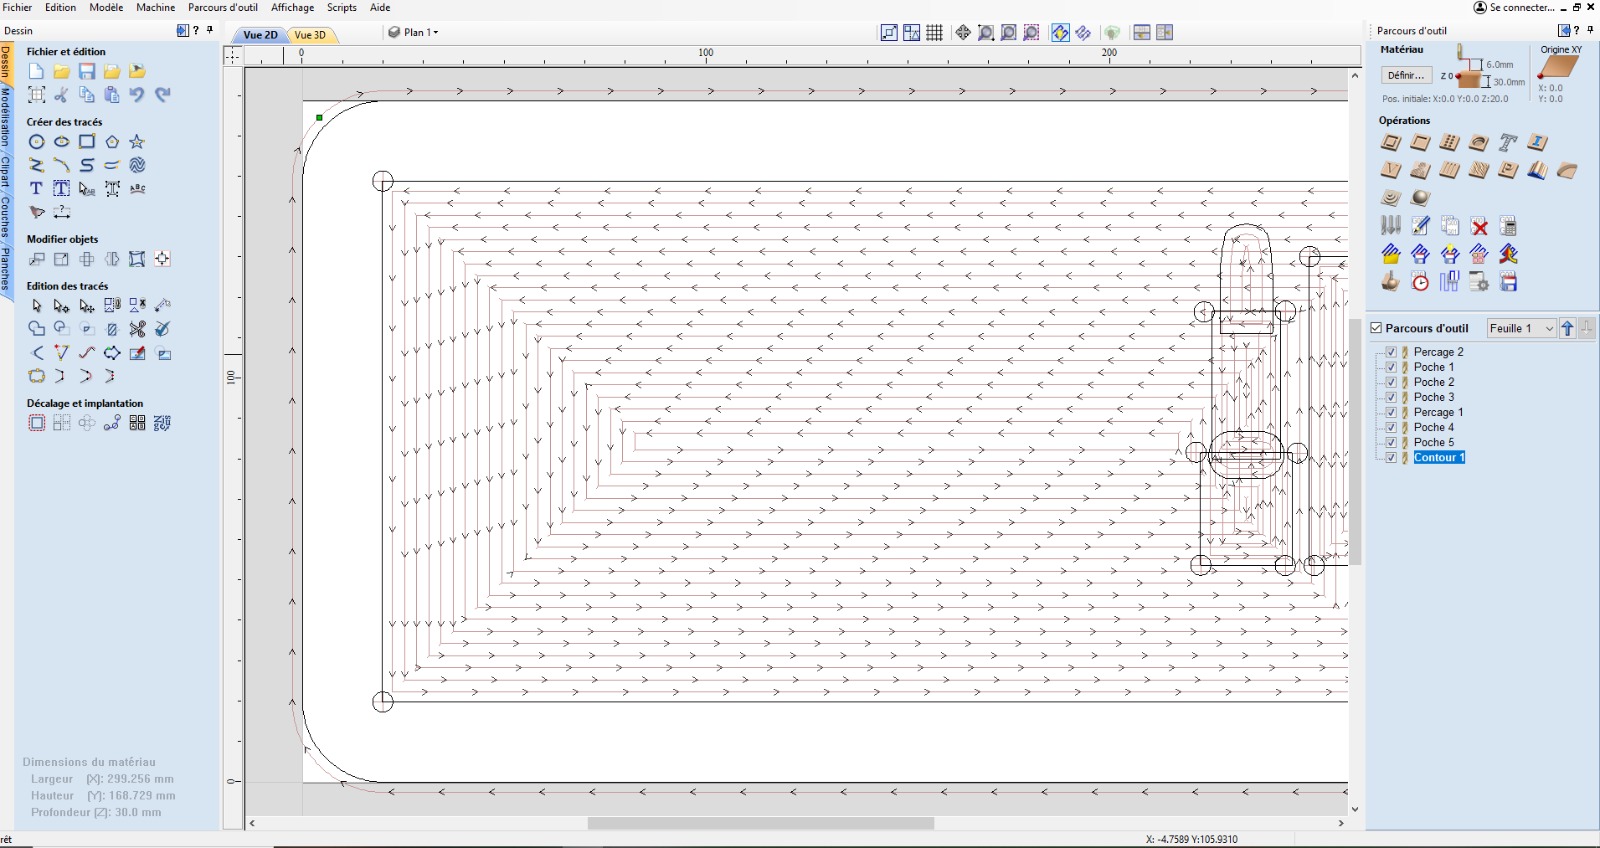 Fichier Edition Modèle Machine Parcours d'outil Affichage Scripts Aide
Se connecter...
Dessin
?
Vue 2D Vue 3D
Plan 1
Parcours d'outil
?
Dessin
Modélisation
Clipart
Couches
Planches
Fichier et édition
Créer des tracés
Modifier objets
Edition des tracés
Décalage et implantation
Dimensions du matériau
Largeur [X]: 299.256 mm
Hauteur [Y]: 168.729 mm
Profondeur [Z]: 30.0 mm
rêt
0 100 200
100
0
X: -4.7589 Y:105.9310
Matériau
Définir...
Z 0
6.0mm
30.0mm
Origine XY
X: 0.0
Y: 0.0
Pos. initiale: X:0.0 Y:0.0 Z:20.0
Opérations
Parcours d'outil
Feuille 1
Percage 2
Poche 1
Poche 2
Poche 3
Percage 1
Poche 4
Poche 5
Contour 1